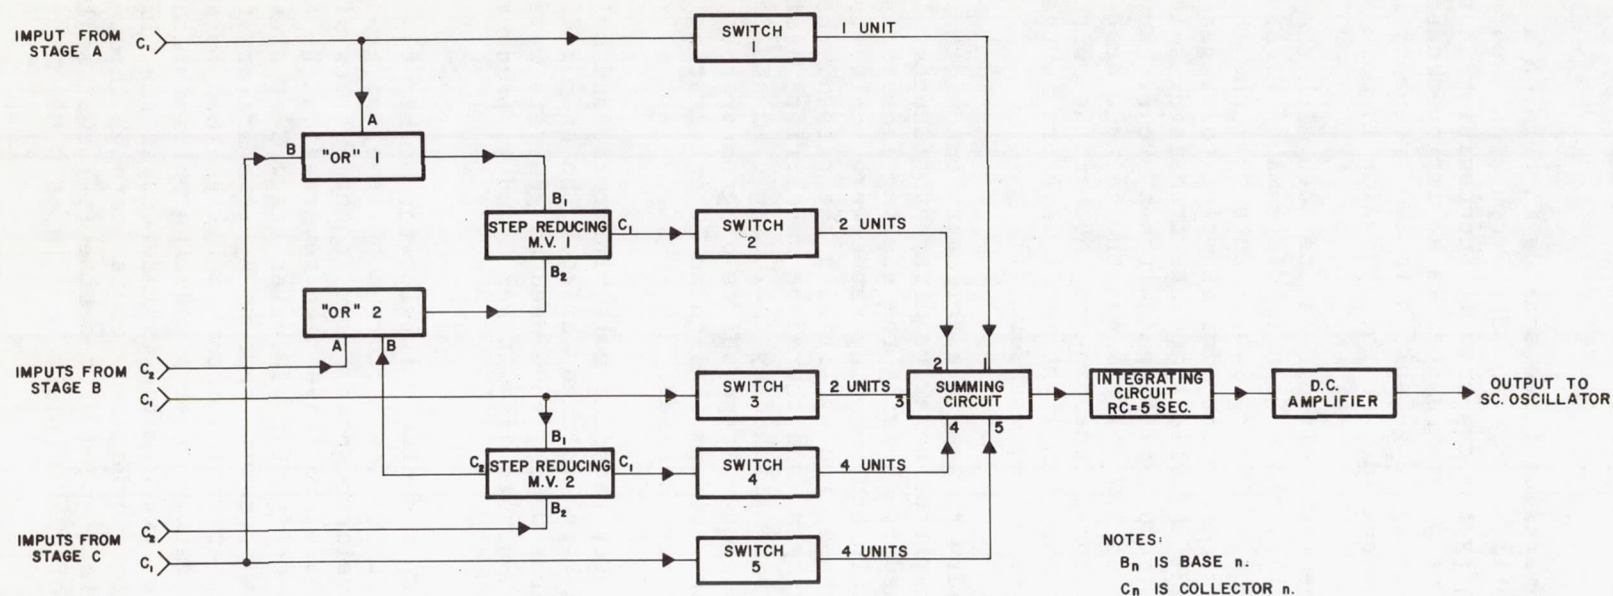 IMPUT FROM
STAGE A
C₁
SWITCH
1
1 UNIT
A
B
"OR" 1
B₁
STEP REDUCING
M.V. 1
C₁
B₂
SWITCH
2
2 UNITS
"OR" 2
A
B
IMPUTS FROM
STAGE B
C₂
C₁
SWITCH
3
2 UNITS
2
1
3
SUMMING
CIRCUIT
4
5
INTEGRATING
CIRCUIT
RC=5 SEC.
D.C.
AMPLIFIER
OUTPUT TO
SC. OSCILLATOR
B₁
C₂
STEP REDUCING
M.V. 2
C₁
B₂
SWITCH
4
4 UNITS
IMPUTS FROM
STAGE C
C₂
C₁
SWITCH
5
4 UNITS
NOTES:
Bn IS BASE n.
Cn IS COLLECTOR n.